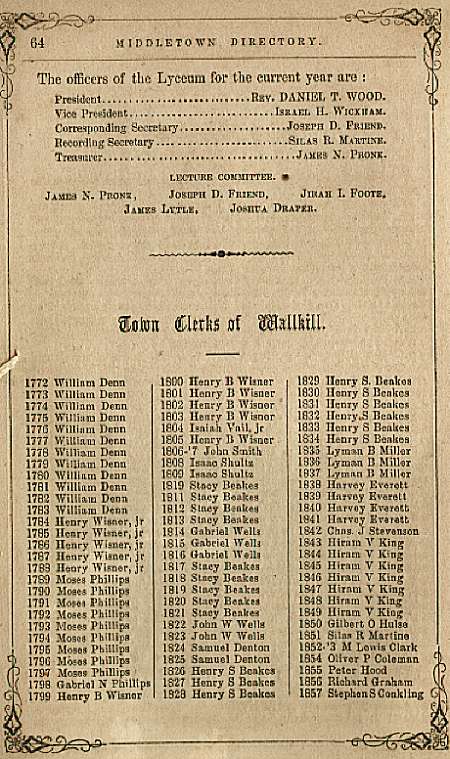 64 MIDDLETOWN DIRECTORY.
The officers of the Lyceum for the current year are :
President..............................Rev. DANIEL T. WOOD.
Vice President..............................Israel H. Wickham.
Corresponding Secretary......................Joseph D. Friend.
Recording Secretary..........................Silas R. Martine.
Treasurer....................................James N. Pronk.
LECTURE COMMITTEE.
James N. Pronk, Joseph D. Friend, Jirah I. Foote,
James Lytle, Joshua Draper.
Town Clerks of Wallkill.
1772 William Denn
1773 William Denn
1774 William Denn
1775 William Denn
1776 William Denn
1777 William Denn
1778 William Denn
1779 William Denn
1780 William Denn
1781 William Denn
1782 William Denn
1783 William Denn
1784 Henry Wisner, jr
1785 Henry Wisner, jr
1786 Henry Wisner, jr
1787 Henry Wisner, jr
1789 Henry Wisner, jr
1789 Moses Phillips
1790 Moses Phillips
1791 Moses Phillips
1792 Moses Phillips
1793 Moses Phillips
1794 Moses Phillips
1795 Moses Phillips
1796 Moses Phillips
1797 Moses Phillips
1798 Gabriel N Phillips
1799 Henry B Wisner
1800 Henry B Wisner
1801 Henry B Wisner
1802 Henry B Wisner
1803 Henry B Wisner
1804 Isaiah Vail, jr
1805 Henry B Wisner
1806-'7 John Smith
1808 Isaac Shultz
1809 Isaac Shultz
1819 Stacy Beakes
1811 Stacy Beakes
1812 Stacy Beakes
1813 Stacy Beakes
1814 Gabriel Wells
1815 Gabriel Wells
1816 Gabriel Wells
1817 Stacy Beakes
1818 Stacy Beakes
1819 Stacy Beakes
1820 Stacy Beakes
1821 Stacy Beakes
1822 John W Wells
1823 John W Wells
1824 Samuel Denton
1825 Samuel Denton
1826 Henry S Beakes
1827 Henry S Beakes
1828 Henry S Beakes
1829 Henry S. Beakes
1830 Henry S Beakes
1831 Henry S Beakes
1832 Henry.S Beakes
1833 Henry S Beakes
1834 Henry S Beakes
1835 Lyman B Miller
1836 Lyman B Miller
1837 Lyman B Miller
1838 Harvey Everett
1839 Harvey Everett
1840 Harvey Everett
1841 Harvey Everett
1842 Chas. J Stevenson
1843 Hiram V King
1844 Hiram V King
1845 Hiram V King
1846 Hiram V King
1847 Hiram V King
1848 Hiram V King
1849 Hiram V King
1850 Gilbert O Hulse
1851 Silas R Martine
1852-'3 M Lewis Clark
1854 Oliver P Coleman
1855 Peter Hood
1856 Richard Graham
1857 Stephen S Conkling